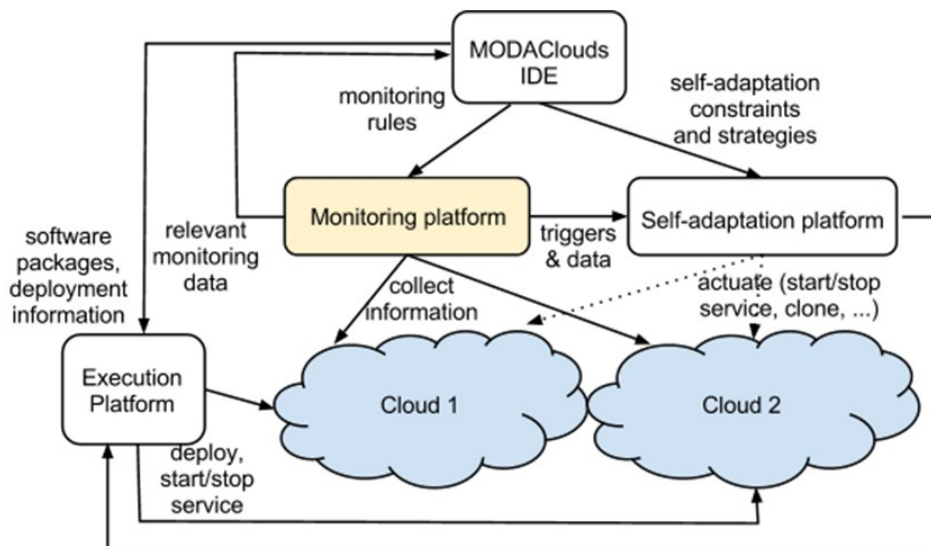 MODAClouds
IDE
monitoring
rules
self-adaptation
constraints
and strategies
Monitoring platform
Self-adaptation platform
software
packages,
deployment
information
relevant
monitoring
data
triggers
& data
collect
information
actuate (start/stop
service, clone, ...)
Execution
Platform
Cloud 1
Cloud 2
deploy,
start/stop
service